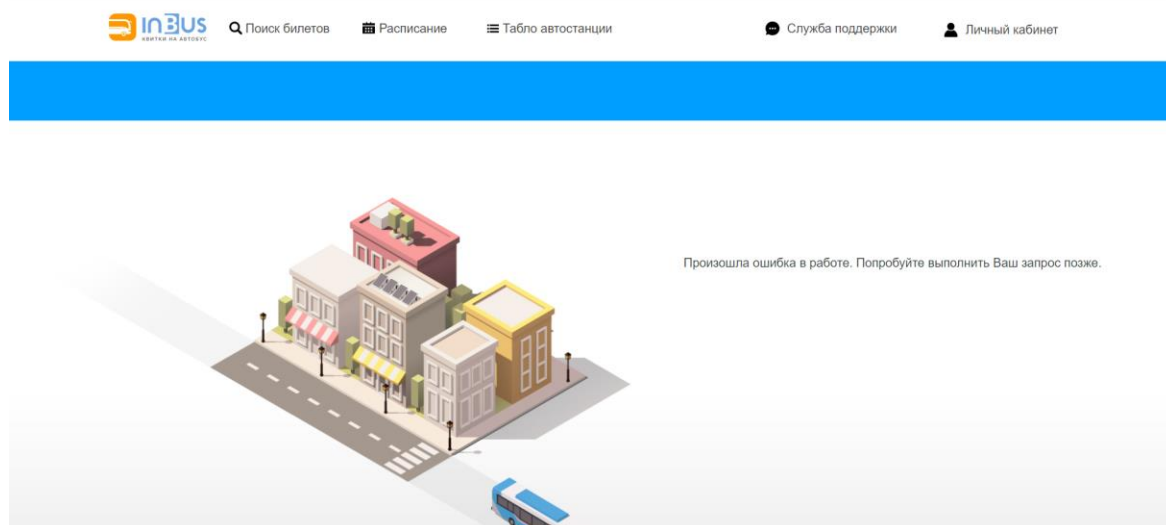 InBUS
КВИТКИ НА АВТОБУС
Поиск билетов
Расписание
Табло автостанции
Служба поддержки
Личный кабинет
Произошла ошибка в работе. Попробуйте выполнить Ваш запрос позже.